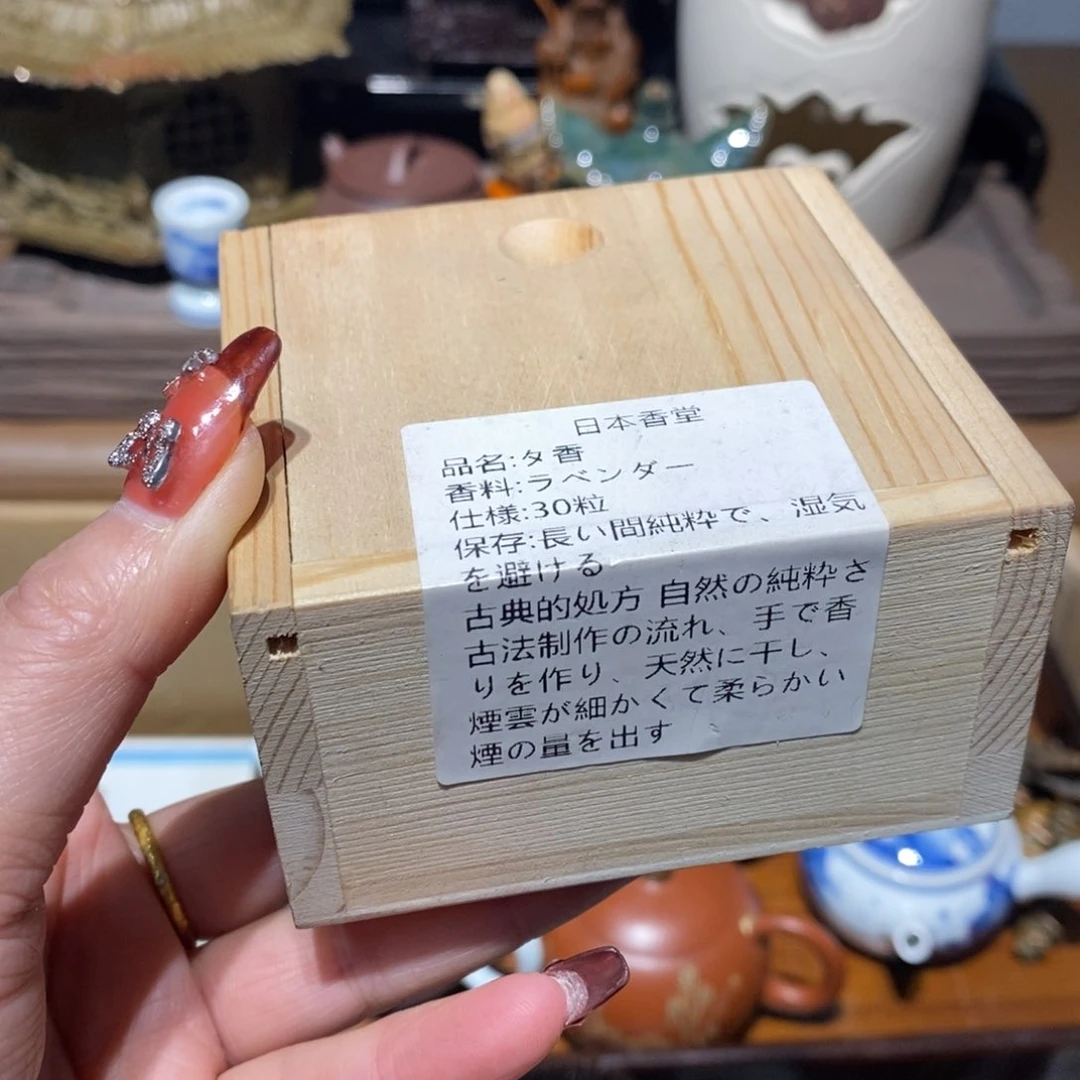 日本香堂
品名:夕香
香料:ラベンダー
仕様:30粒
保存:長い間純粋で、湿気
を避ける
古典的処方 自然の純粋さ
古法制作の流れ、手で香
りを作り、天然に干し、
煙雲が細かくて柔らかい
煙の量を出す